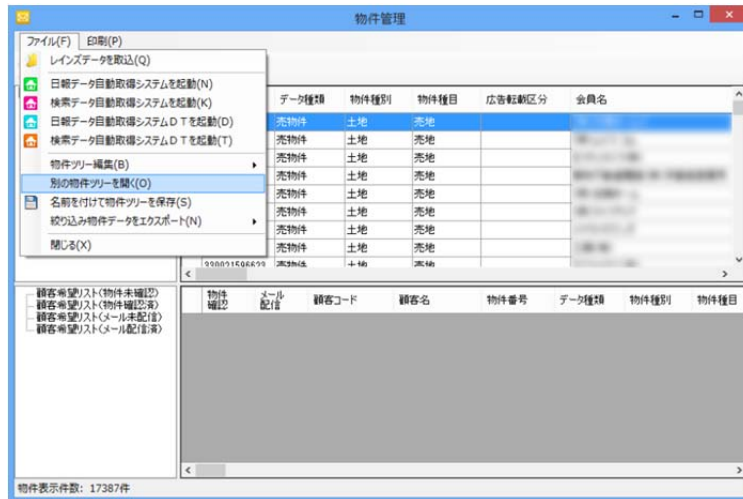 物件管理
ファイル(F) 印刷(P)
レインズデータを取込(Q)
日報データ自動取得システムを起動(N)
検索データ自動取得システムを起動(K)
日報データ自動取得システムDTを起動(D)
検索データ自動取得システムDTを起動(T)
物件ツリー編集(B)
別の物件ツリーを開く(O)
名前を付けて物件ツリーを保存(S)
絞り込み物件データをエクスポート(N)
閉じる(X)
データ種類 物件種別 物件種目 広告転載区分 会員名
売物件 土地 売地
売物件 土地 売地
売物件 土地 売地
売物件 土地 売地
売物件 土地 売地
売物件 土地 売地
売物件 土地 売地
売物件 土地 売地
顧客希望リスト(物件未確認)
顧客希望リスト(物件確認済)
顧客希望リスト(メール未配信)
顧客希望リスト(メール配信済)
物件確認 メール配信 顧客コード 顧客名 物件番号 データ種類 物件種別 物件種目
物件表示件数: 17387件